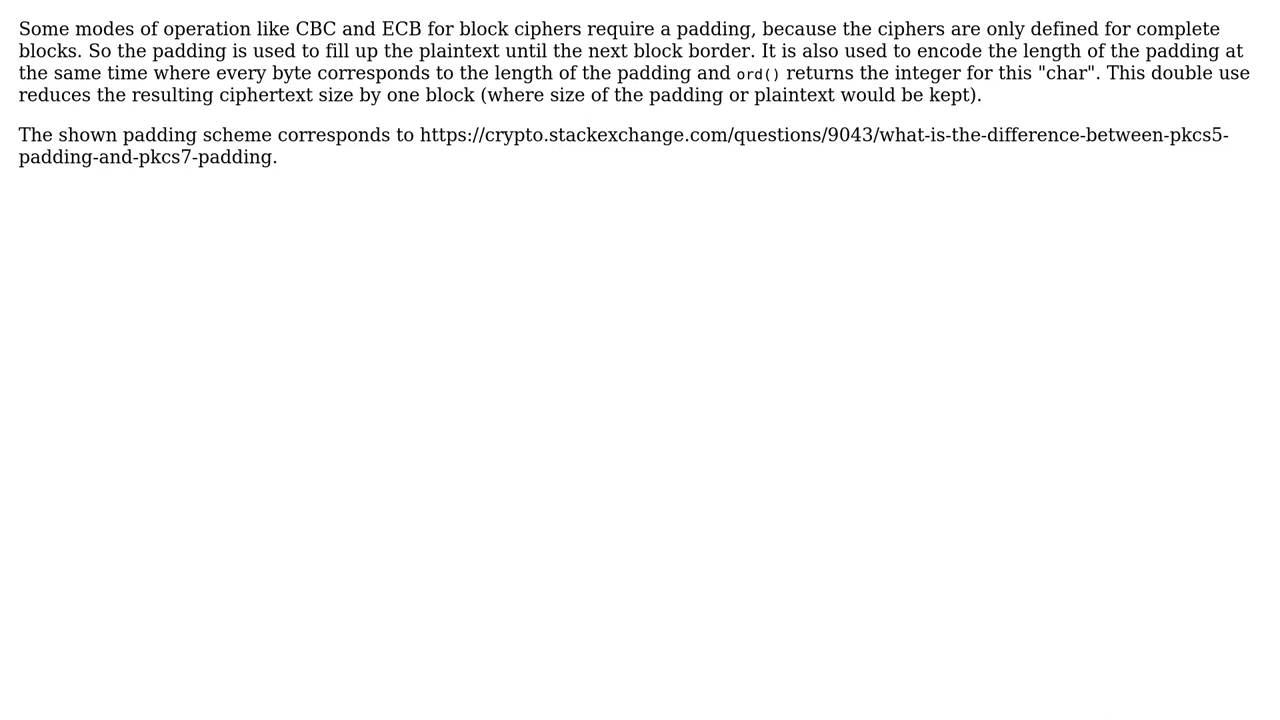 Some modes of operation like CBC and ECB for block ciphers require a padding, because the ciphers are only defined for complete
blocks. So the padding is used to fill up the plaintext until the next block border. It is also used to encode the length of the padding at
the same time where every byte corresponds to the length of the padding and ord() returns the integer for this "char". This double use
reduces the resulting ciphertext size by one block (where size of the padding or plaintext would be kept).
The shown padding scheme corresponds to https://crypto.stackexchange.com/questions/9043/what-is-the-difference-between-pkcs5-
padding-and-pkcs7-padding.